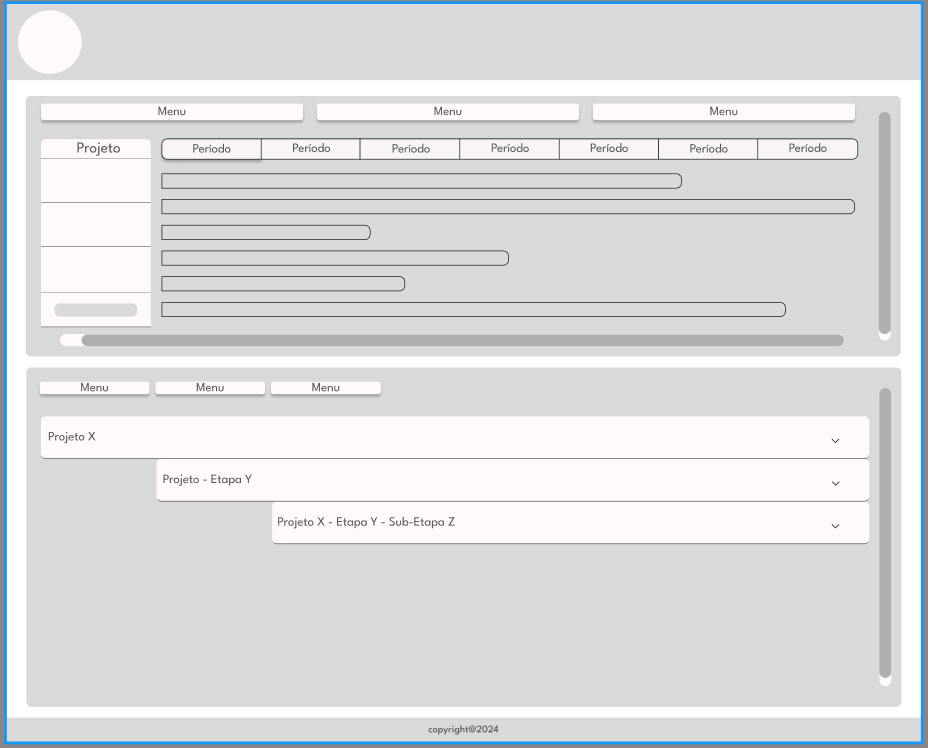 Menu Menu Menu
Projeto Período Período Período Período Período Período Período
Menu Menu Menu
Projeto X
Projeto - Etapa Y
Projeto X - Etapa Y - Sub-Etapa Z
copyright@2024